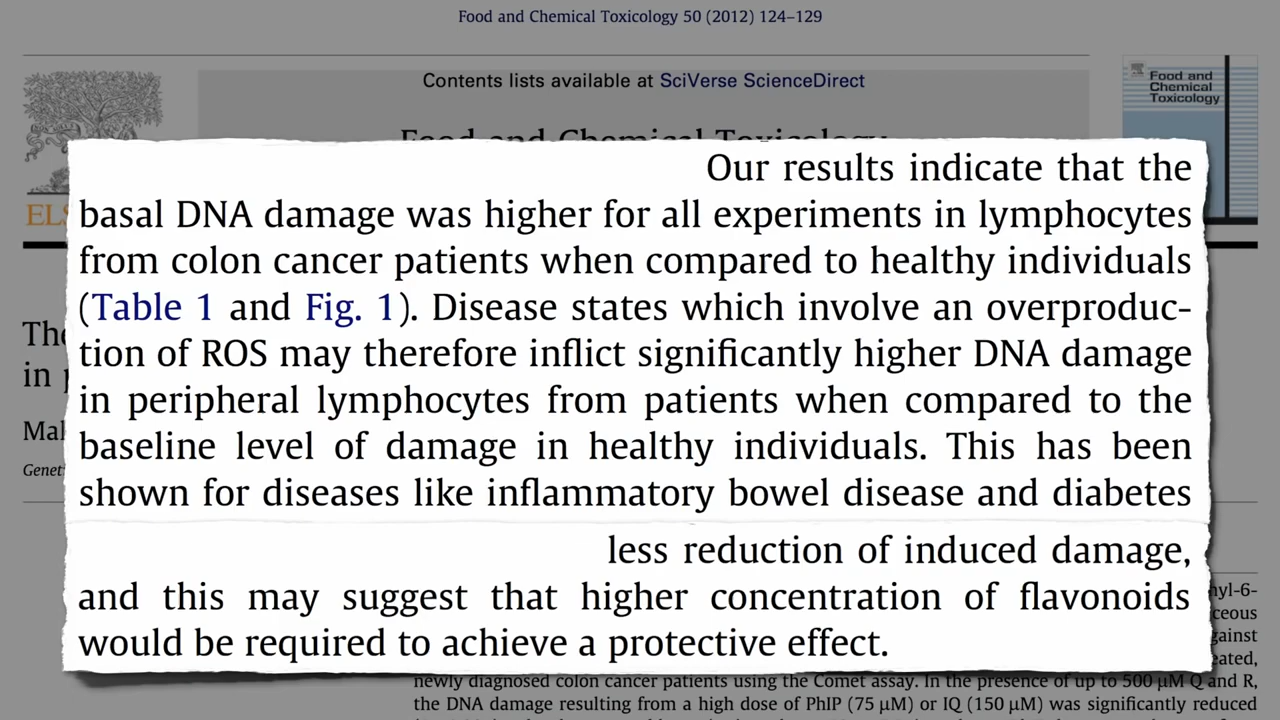 Food and Chemical Toxicology 50 (2012) 124–129
Contents lists available at SciVerse ScienceDirect
Food and Chemical Toxicology
Food and
Chemical
Toxicology
Our results indicate that the
basal DNA damage was higher for all experiments in lymphocytes
from colon cancer patients when compared to healthy individuals
(Table 1 and Fig. 1). Disease states which involve an overproduc-
tion of ROS may therefore inflict significantly higher DNA damage
in peripheral lymphocytes from patients when compared to the
baseline level of damage in healthy individuals. This has been
shown for diseases like inflammatory bowel disease and diabetes
less reduction of induced damage,
and this may suggest that higher concentration of flavonoids
would be required to achieve a protective effect.
newly diagnosed colon cancer patients using the Comet assay. In the presence of up to 500 μM Q and R,
the DNA damage resulting from a high dose of PhIP (75 μM) or IQ (150 μM) was significantly reduced